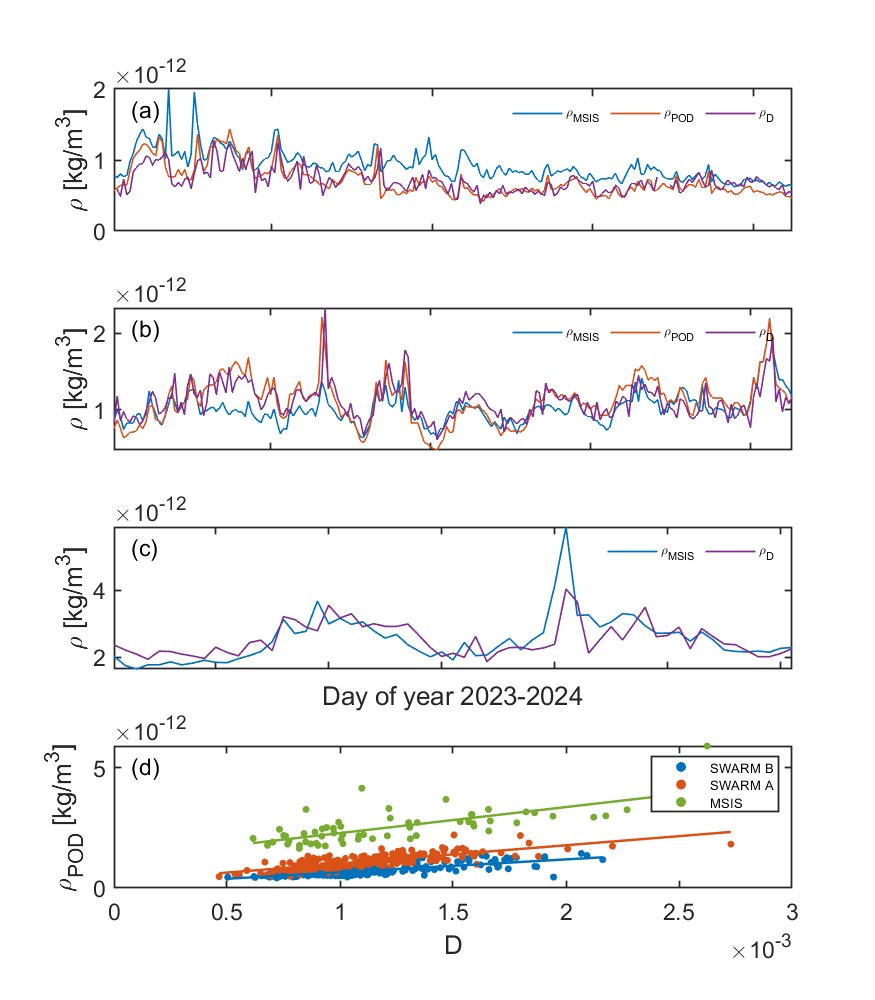 ×10-12
2
(a)
ρMSIS ρPOD ρD
1
ρ [kg/m3]
0
×10-12
(b)
ρMSIS ρPOD ρD
2
ρ [kg/m3]
1
×10-12
(c)
ρMSIS ρD
4
ρ [kg/m3]
2
Day of year 2023-2024
×10-12
(d)
5
SWARM B
SWARM A
MSIS
ρPOD [kg/m3]
0
0 0.5 1 1.5 2 2.5 3
D
×10-3